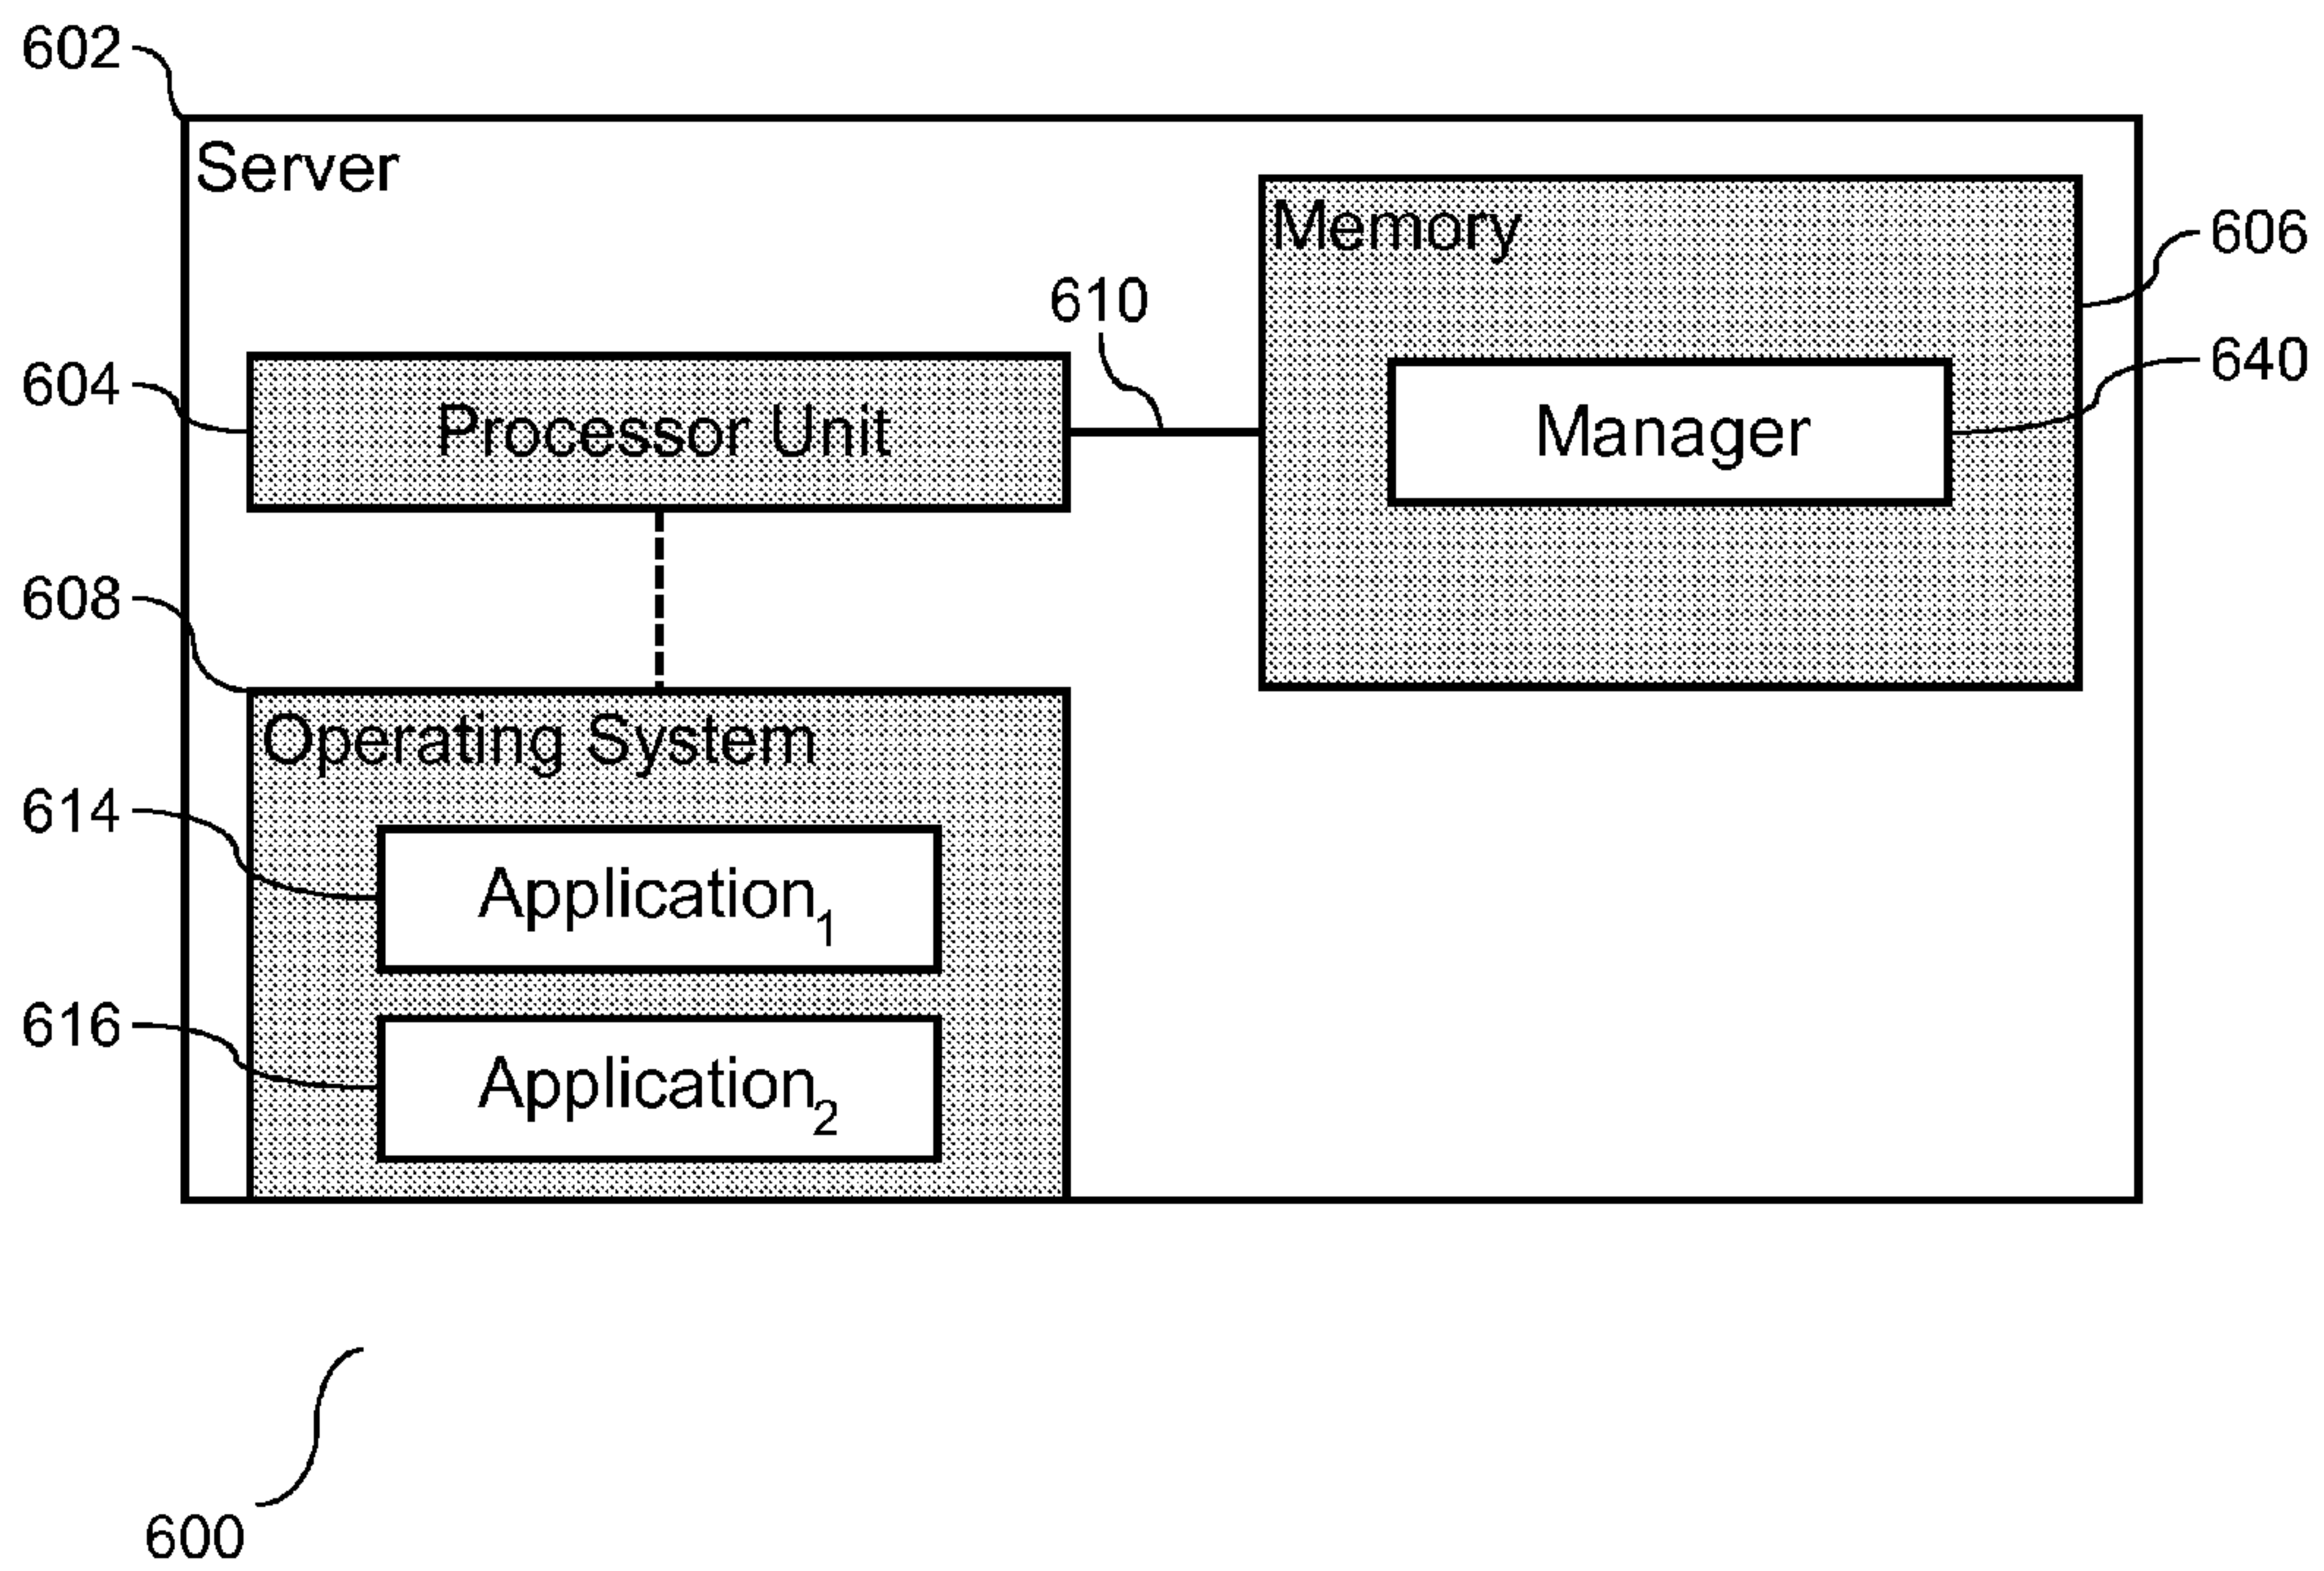 602
Server
Memory
606
610
604
Processor Unit
Manager
640
608
Operating System
614
Application1
616
Application2
600